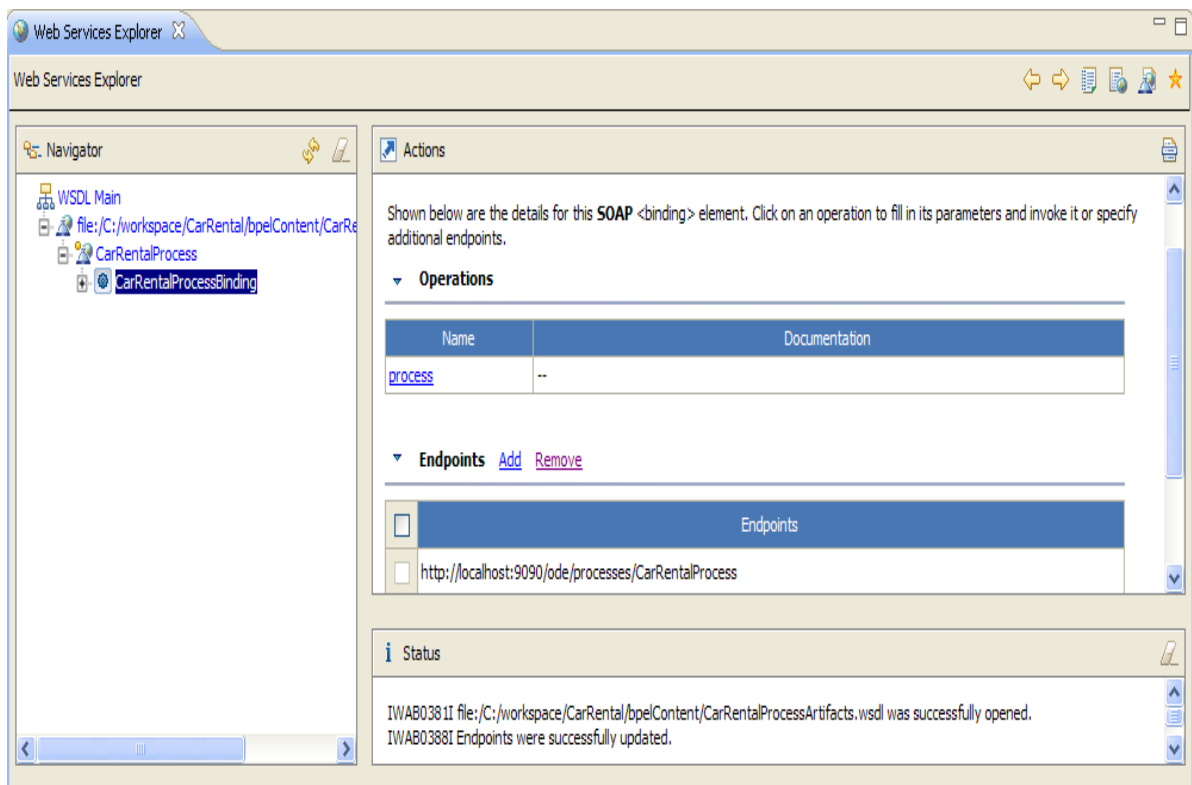 Web Services Explorer
Web Services Explorer
Navigator
WSDL Main
file:/C:/workspace/CarRental/bpelContent/CarRe
CarRentalProcess
CarRentalProcessBinding
Actions
Shown below are the details for this SOAP <binding> element. Click on an operation to fill in its parameters and invoke it or specify
additional endpoints.
Operations
Name Documentation
process --
Endpoints Add Remove
Endpoints
http://localhost:9090/ode/processes/CarRentalProcess
i Status
IWAB0381I file:/C:/workspace/CarRental/bpelContent/CarRentalProcessArtifacts.wsdl was successfully opened.
IWAB0388I Endpoints were successfully updated.